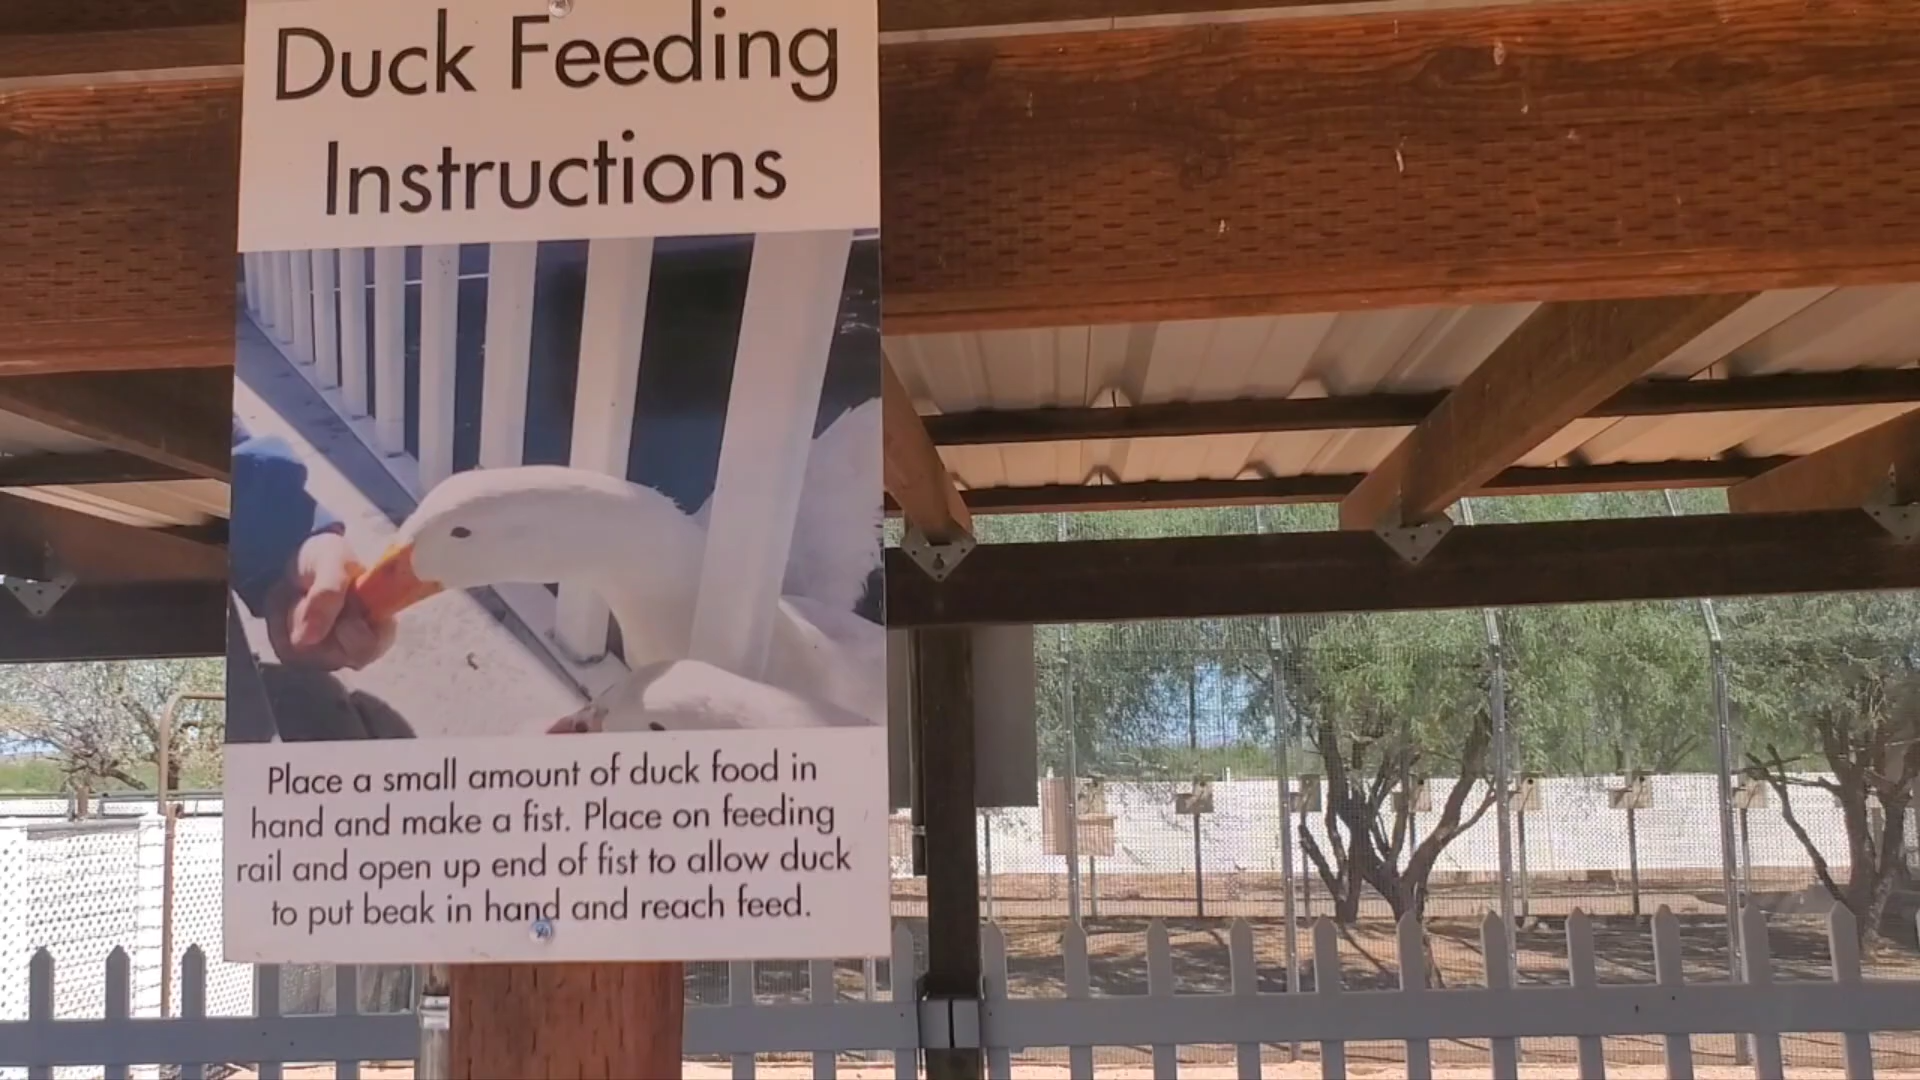 Duck Feeding
Instructions
Place a small amount of duck food in
hand and make a fist. Place on feeding
rail and open up end of fist to allow duck
to put beak in hand and reach feed.